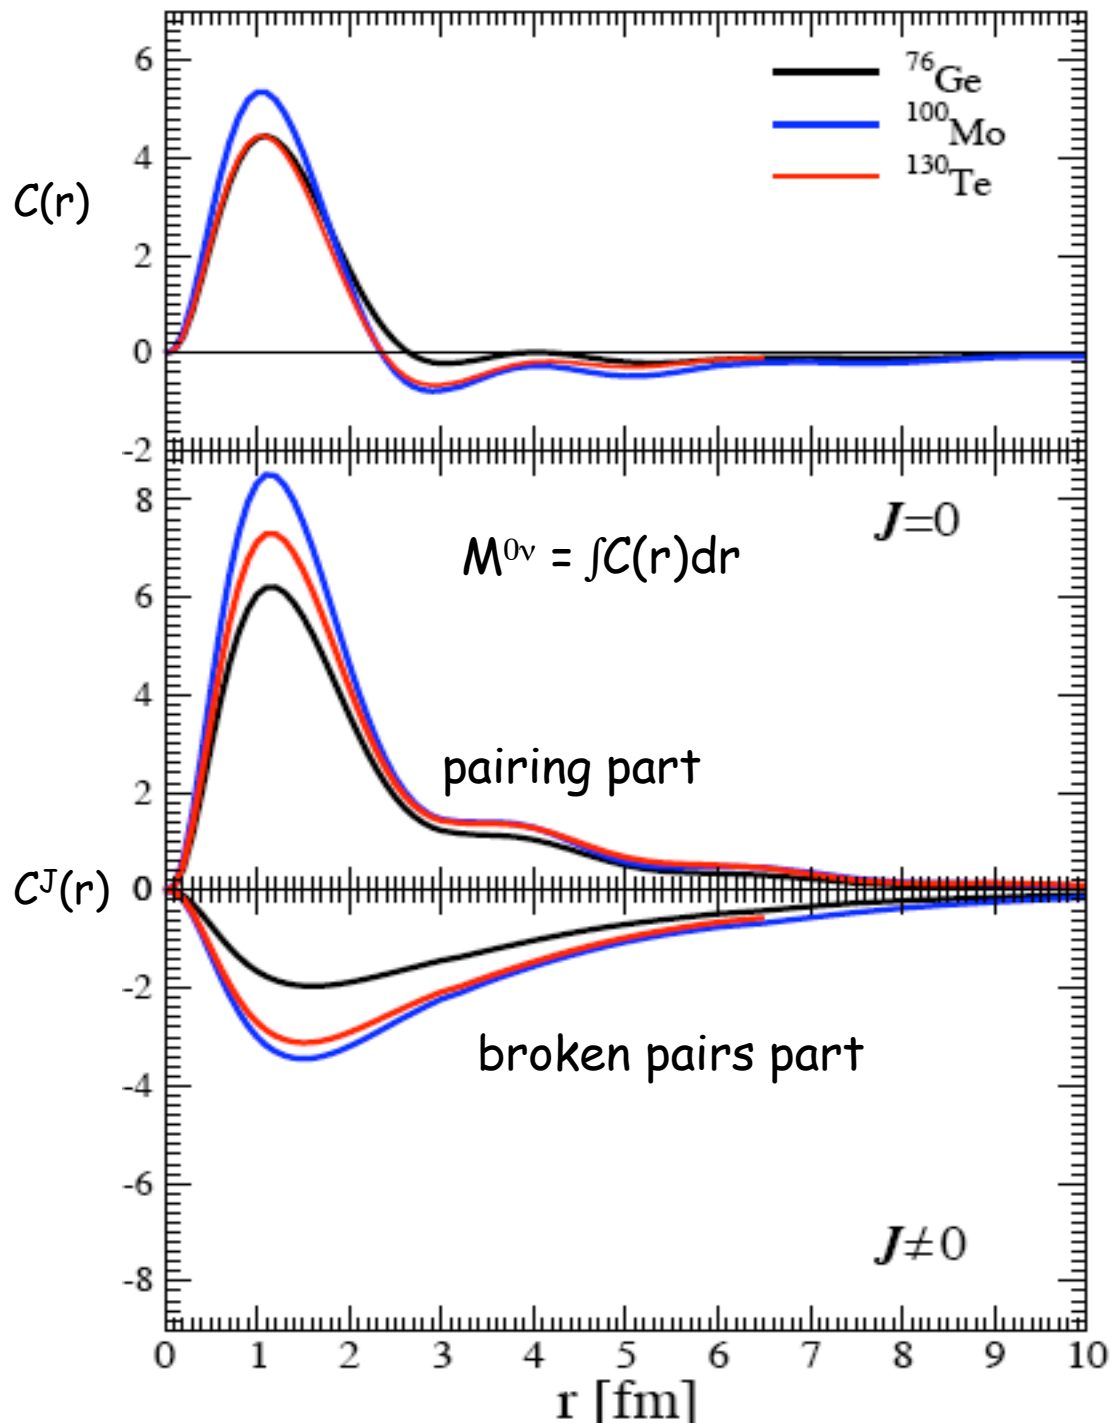 6
⁷⁶Ge
¹⁰⁰Mo
4
¹³⁰Te
C(r)
2
0
-2
8
J=0
M⁰ᵛ = ∫C(r)dr
6
4
pairing part
2
Cᴶ(r)
0
-2
broken pairs part
-4
-6
J≠0
-8
0 1 2 3 4 5 6 7 8 9 10
r [fm]